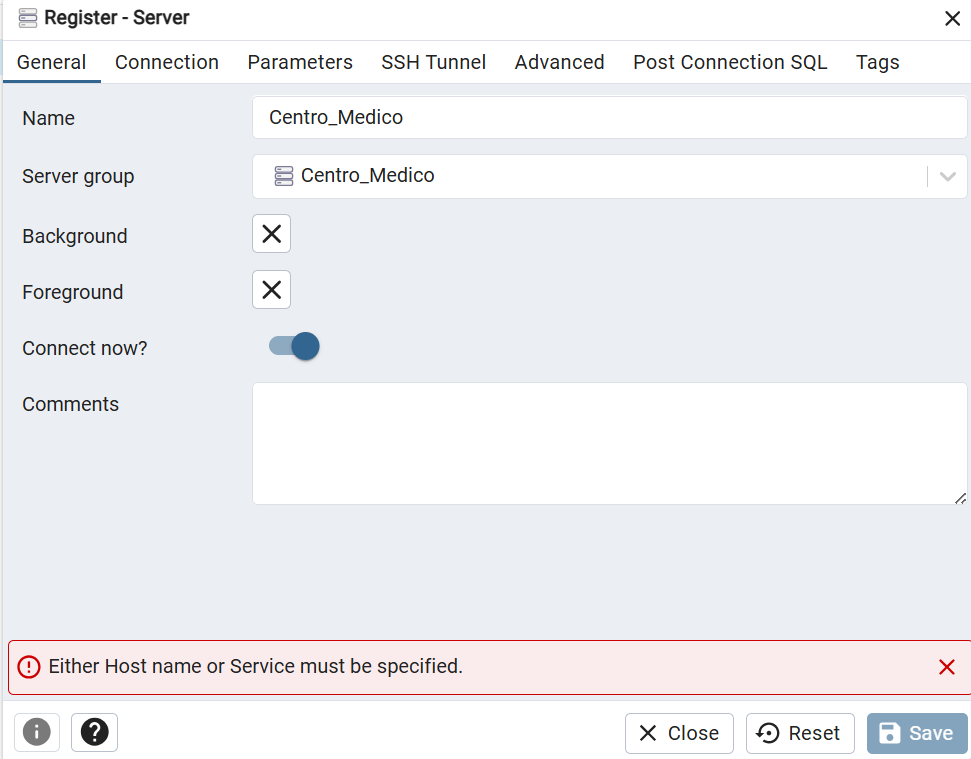 Register - Server
General Connection Parameters SSH Tunnel Advanced Post Connection SQL Tags
Name Centro_Medico
Server group Centro_Medico
Background
Foreground
Connect now?
Comments
Either Host name or Service must be specified.
Close Reset Save